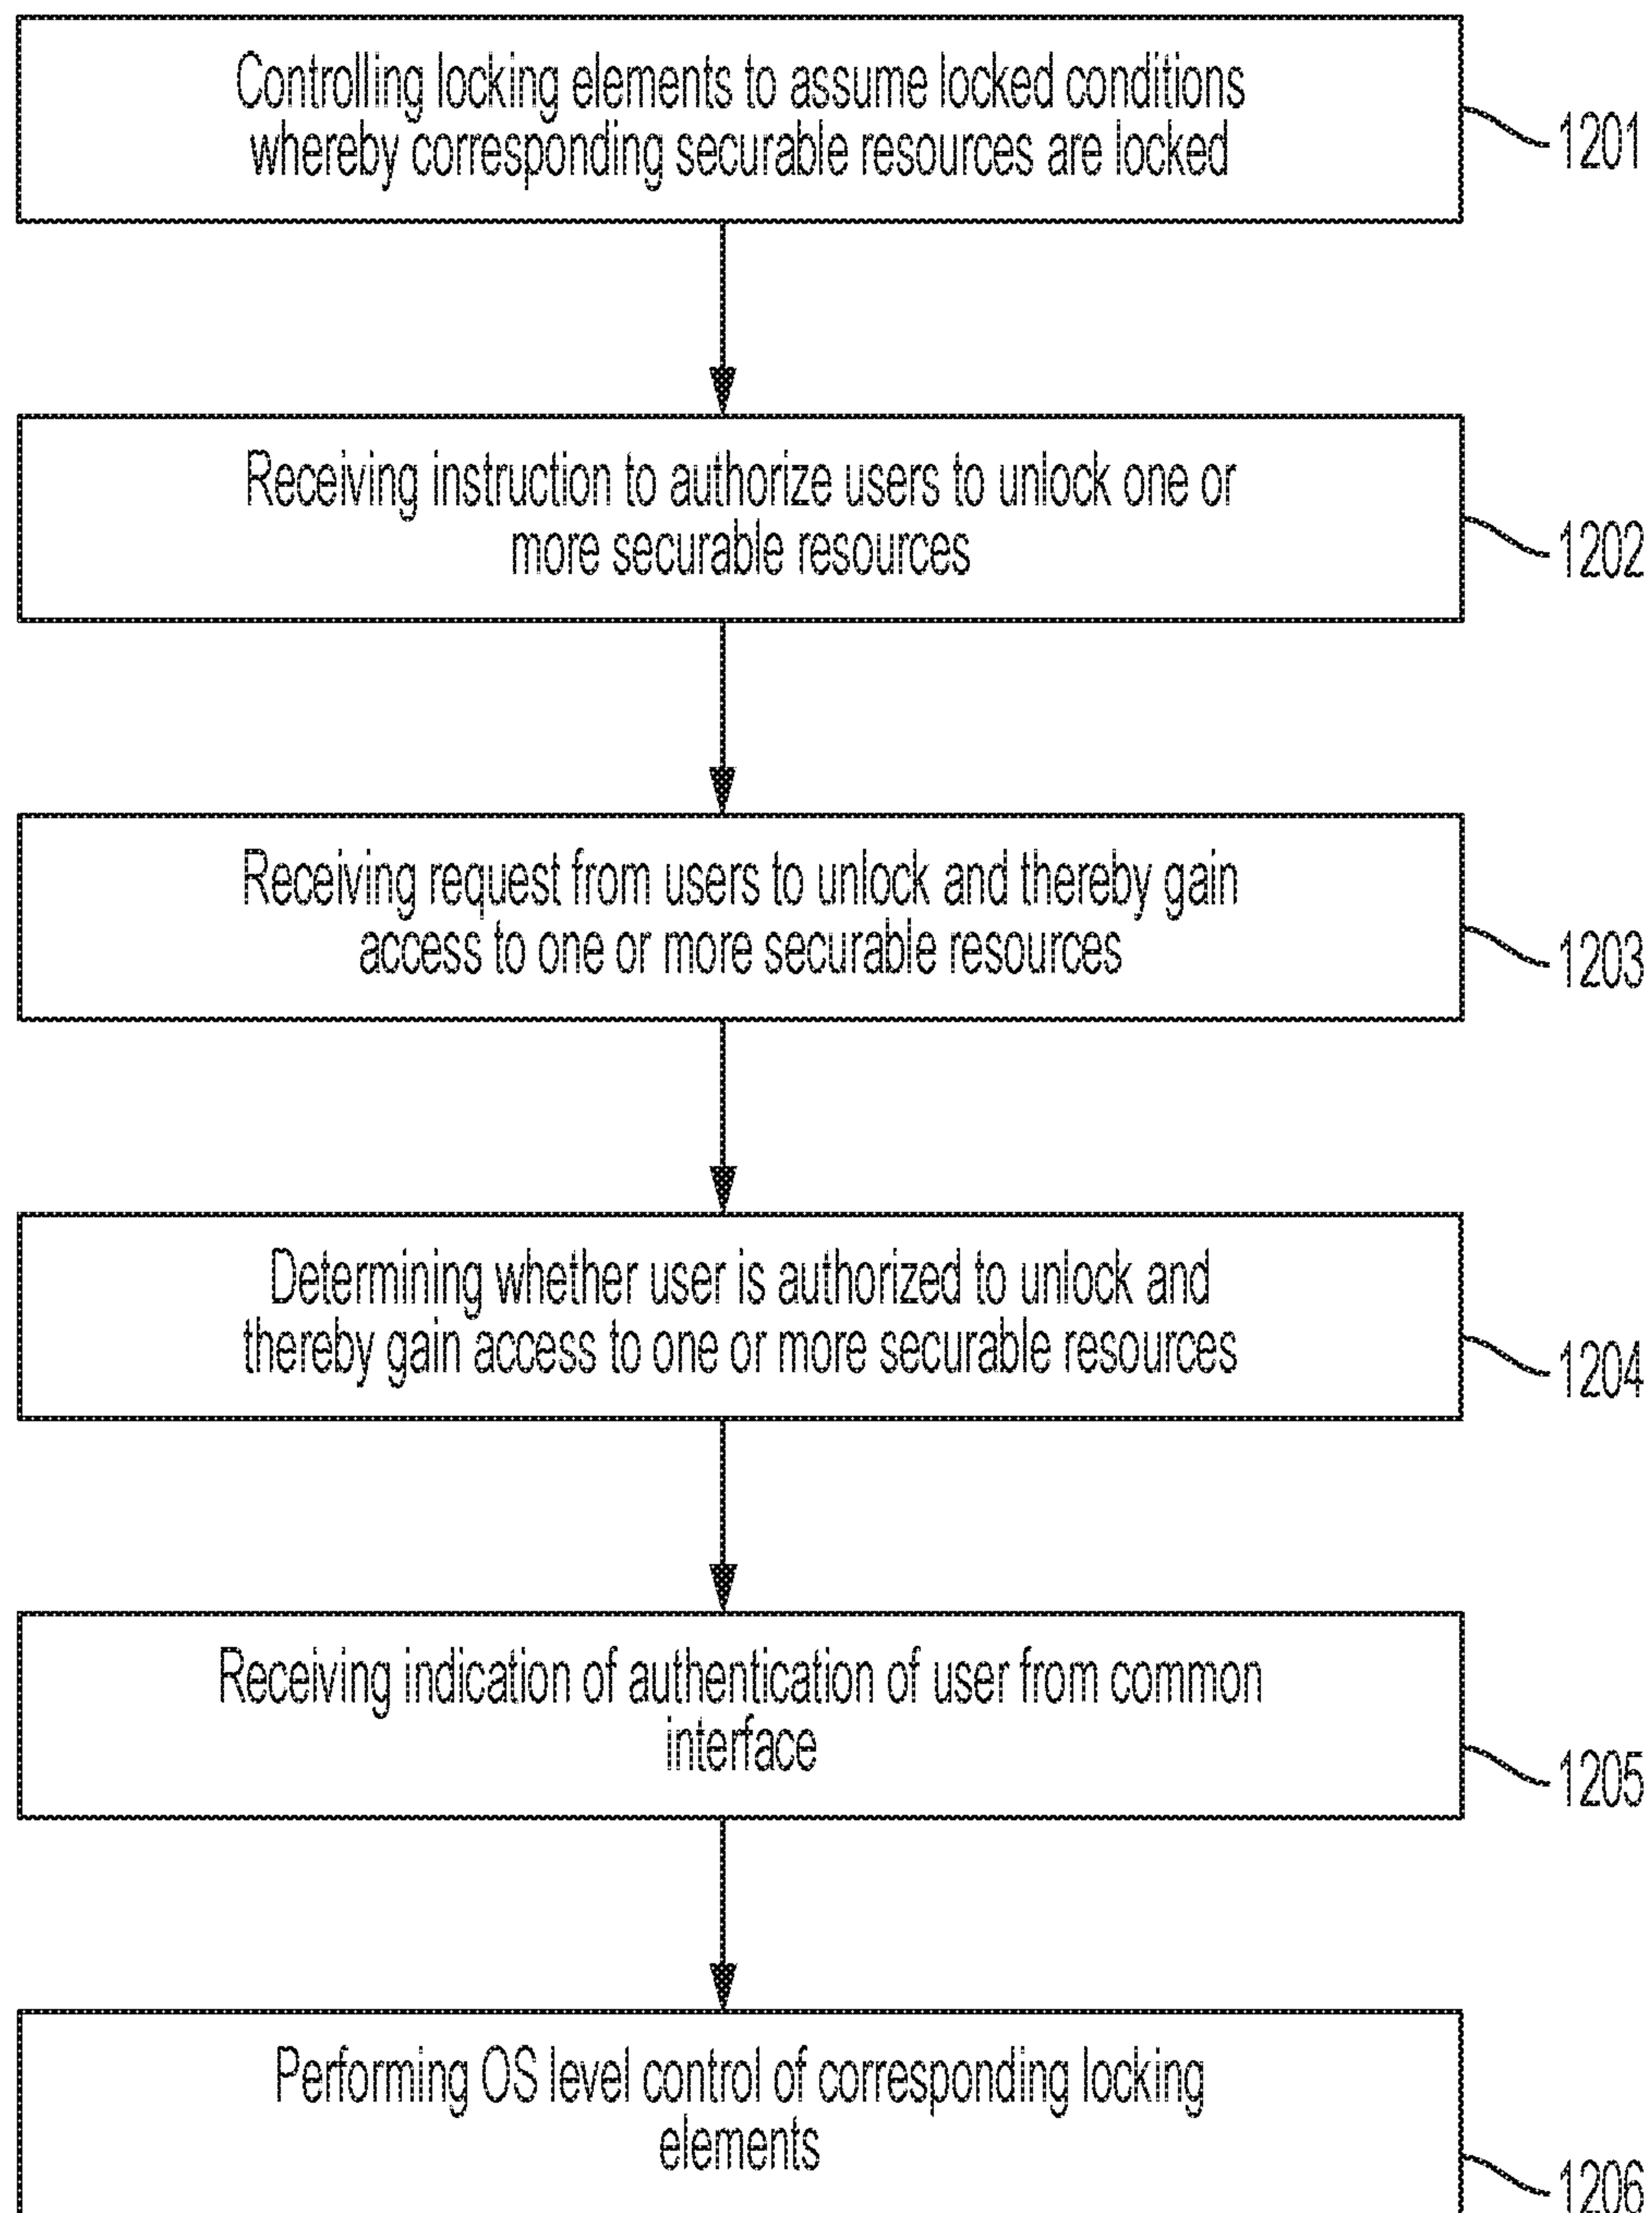 Controlling locking elements to assume locked conditions
whereby corresponding securable resources are locked
1201
Receiving instruction to authorize users to unlock one or
more securable resources
1202
Receiving request from users to unlock and thereby gain
access to one or more securable resources
1203
Determining whether user is authorized to unlock and
thereby gain access to one or more securable resources
1204
Receiving indication of authentication of user from common
interface
1205
Performing OS level control of corresponding locking
elements
1206